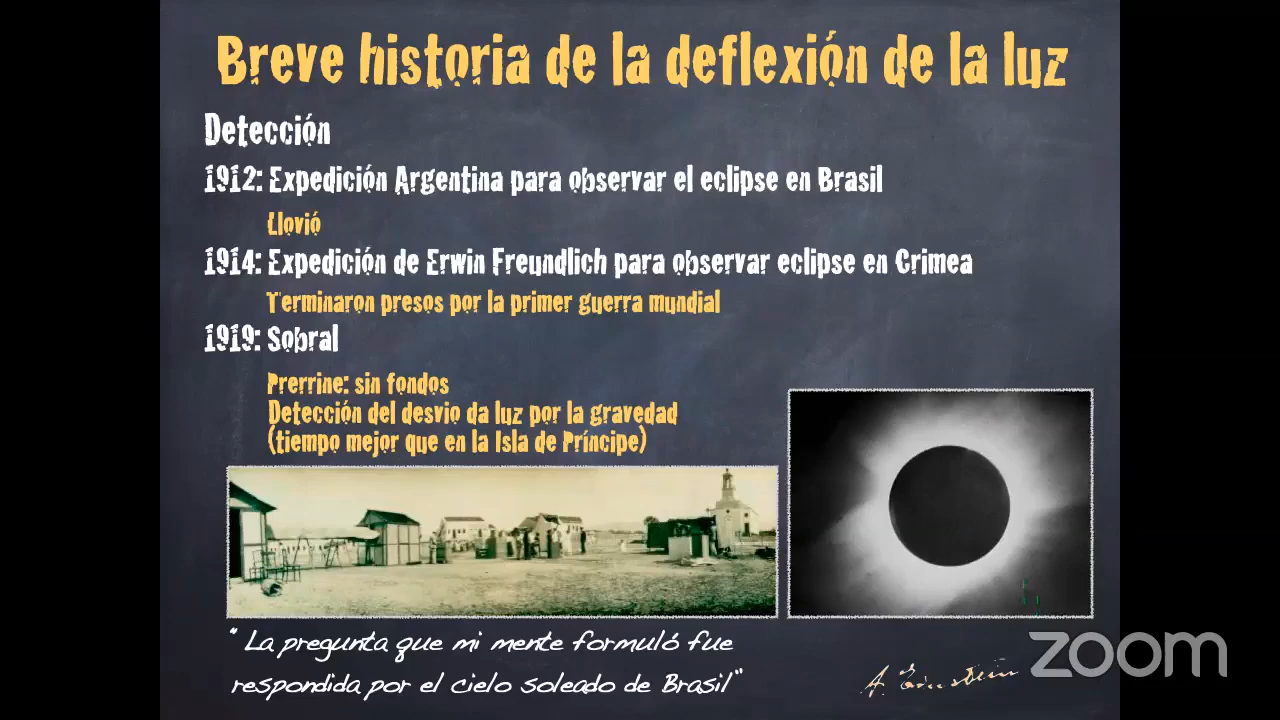 Breve historia de la deflexión de la luz
Detección
1912: Expedición Argentina para observar el eclipse en Brasil
Llovió
1914: Expedición de Erwin Freundlich para observar eclipse en Crimea
Terminaron presos por la primer guerra mundial
1919: Sobral
Prerrine: sin fondos
Detección del desvio da luz por la gravedad
(tiempo mejor que en la Isla de Príncipe)
"La pregunta que mi mente formuló fue
respondida por el cielo soleado de Brasil"
A. Einstein
zoom